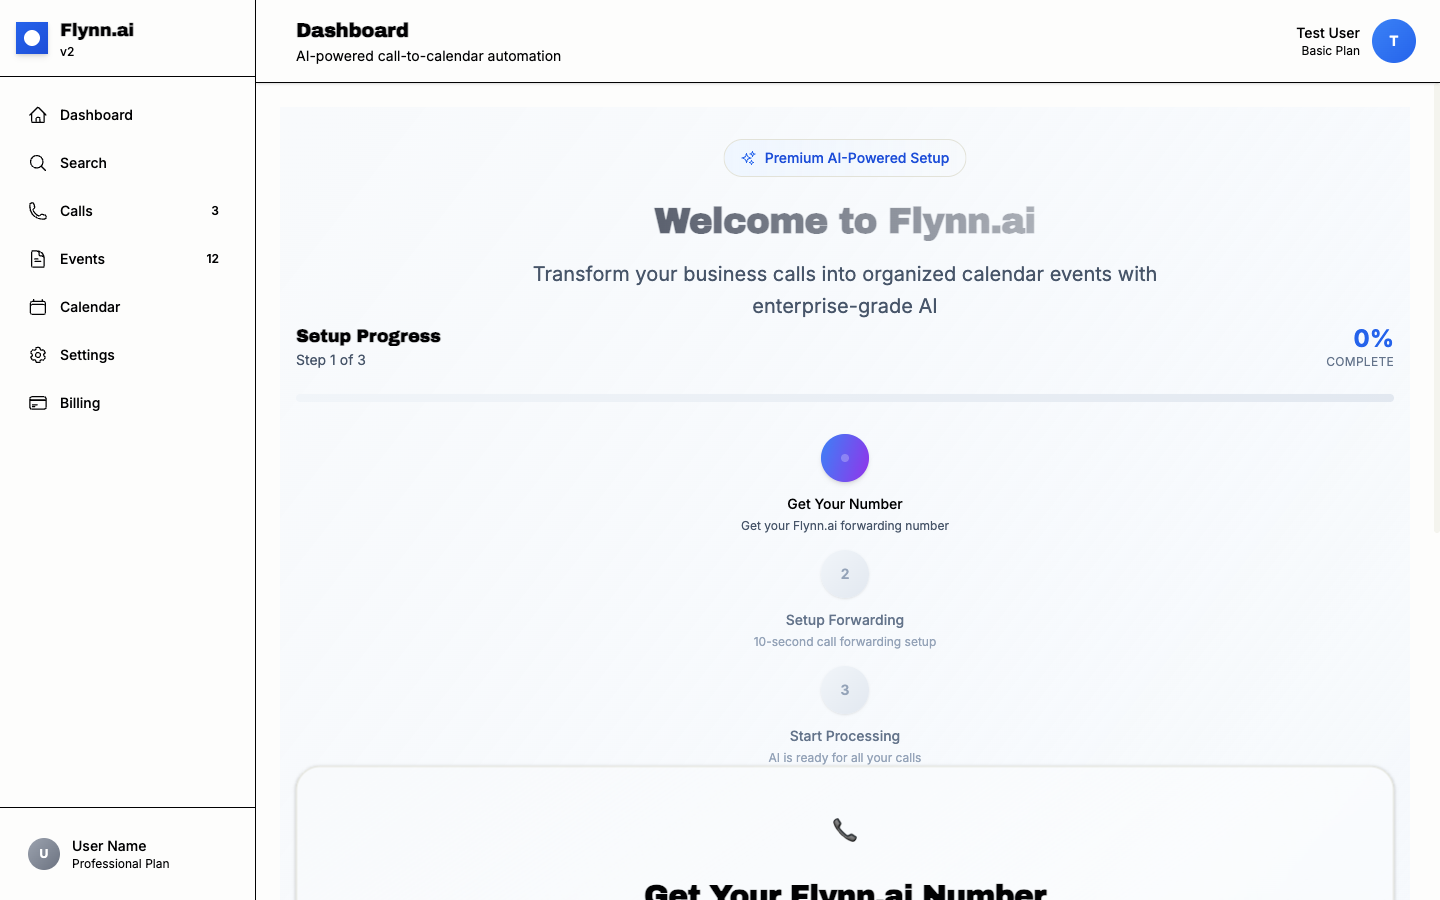 Flynn.ai
v2
Dashboard
Search
Calls 3
Events 12
Calendar
Settings
Billing
U
User Name
Professional Plan
Dashboard
AI-powered call-to-calendar automation
Test User
Basic Plan
T
Premium AI-Powered Setup
Welcome to Flynn.ai
Transform your business calls into organized calendar events with
enterprise-grade AI
Setup Progress
Step 1 of 3
0%
COMPLETE
Get Your Number
Get your Flynn.ai forwarding number
2
Setup Forwarding
10-second call forwarding setup
3
Start Processing
AI is ready for all your calls
Get Your Flynn.ai Number